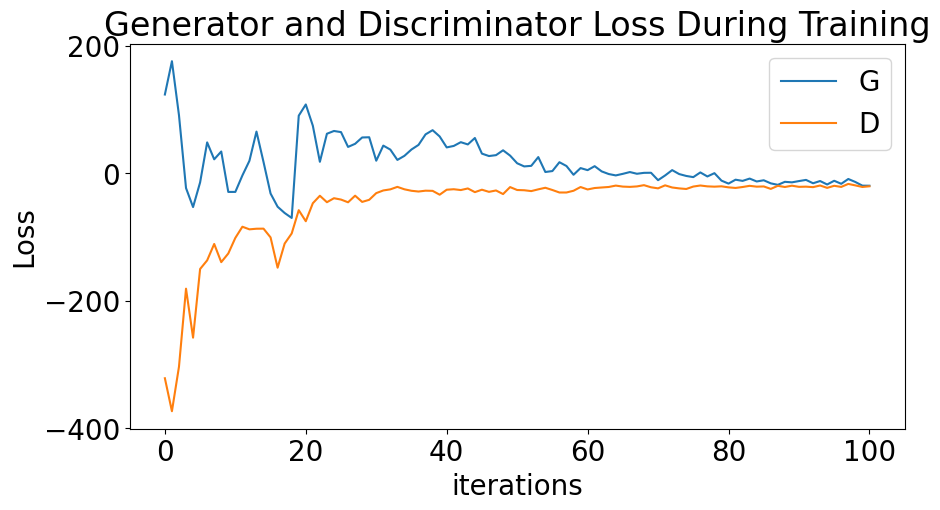 Generator and Discriminator Loss During Training
200
0
−200
−400
Loss
G
D
0 20 40 60 80 100
iterations